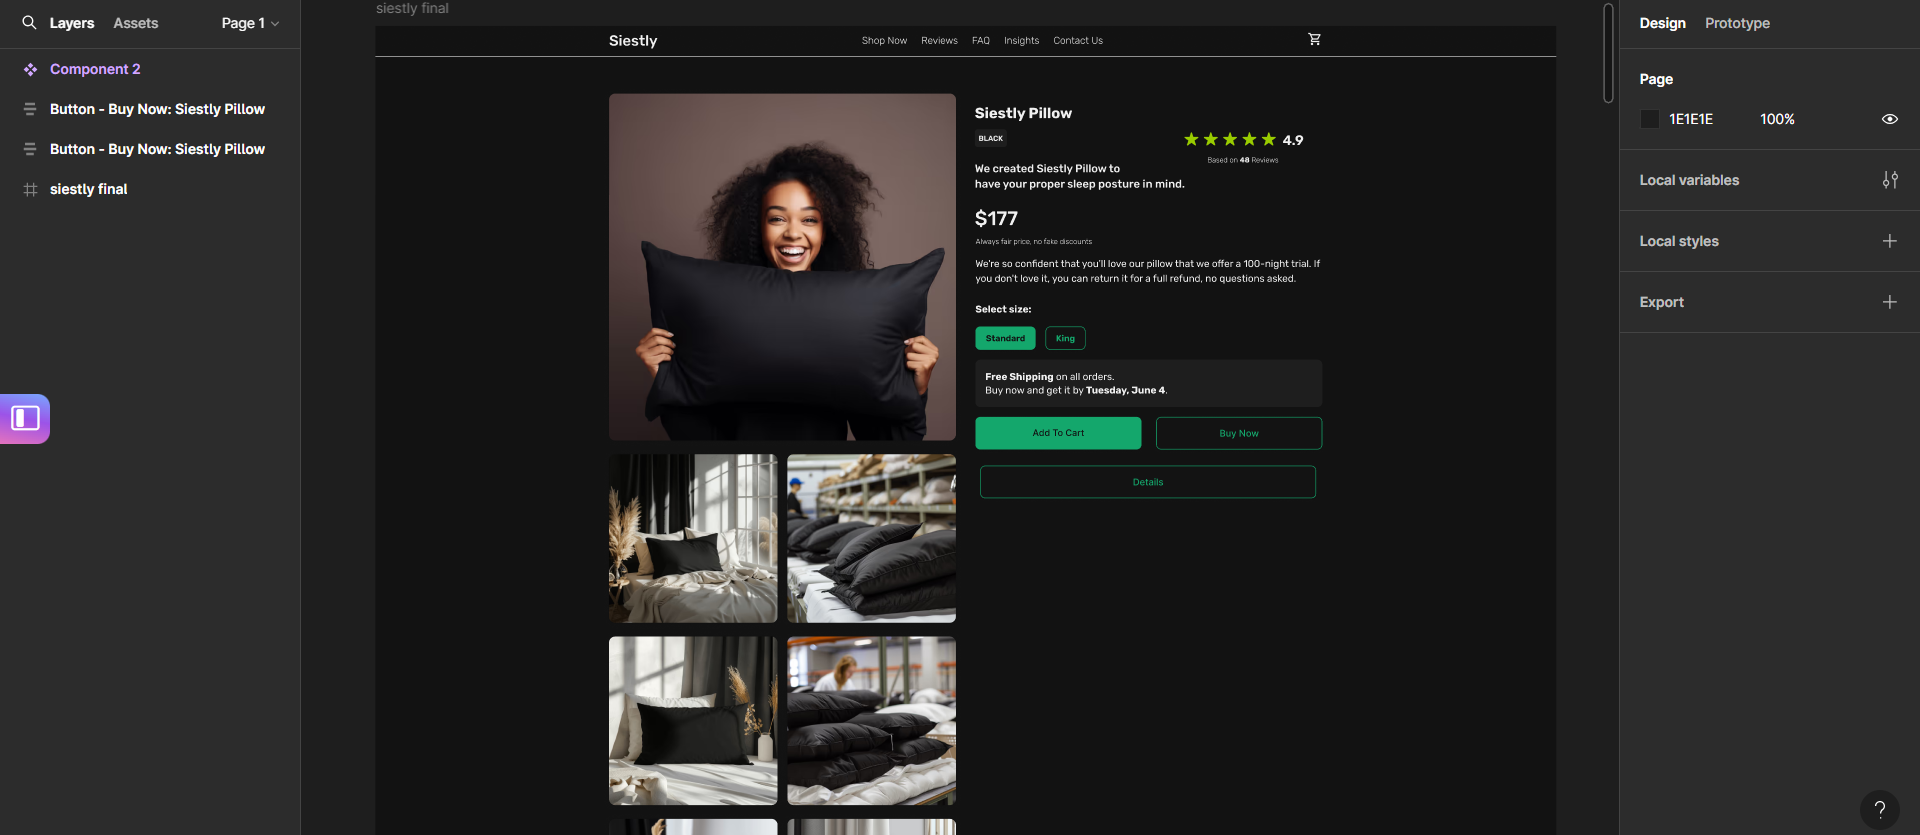 siestly final
Layers
Assets
Page 1
Design
Prototype
Component 2
Button - Buy Now: Siestly Pillow
Button - Buy Now: Siestly Pillow
siestly final
Siestly
Shop Now
Reviews
FAQ
Insights
Contact Us
Siestly Pillow
BLACK
4.9
Based on 48 Reviews
We created Siestly Pillow to
have your proper sleep posture in mind.
$177
Always fair price, no fake discounts
We're so confident that you'll love our pillow that we offer a 100-night trial. If
you don't love it, you can return it for a full refund, no questions asked.
Select size:
Standard
King
Free Shipping on all orders.
Buy now and get it by Tuesday, June 4.
Add To Cart
Buy Now
Details
Page
1E1E1E
100%
Local variables
Local styles
Export
?